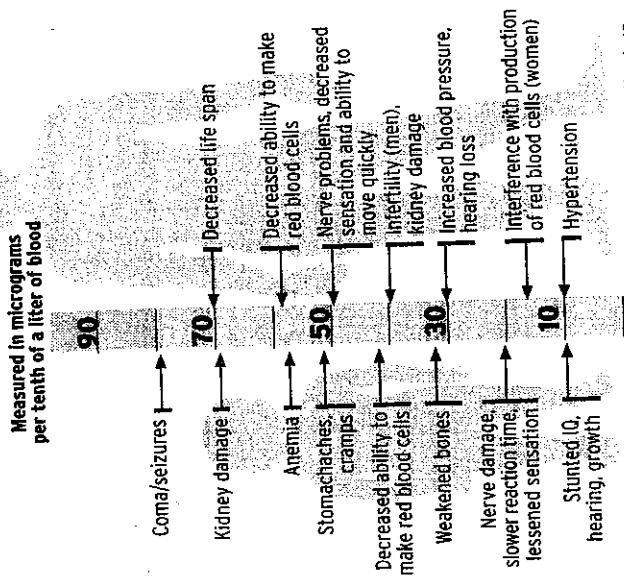 Measured in micrograms
per tenth of a liter of blood
90
70
50
30
10
Coma/seizures
Kidney damage
Anemia
Stomachaches,
cramps
Decreased ability to
make red blood cells
Weakened bones
Nerve damage,
slower reaction time,
lessened sensation
Stunted IQ,
hearing, growth
Decreased life span
Decreased ability to make
red blood cells
Nerve problems, decreased
sensation and ability to
move quickly
Infertility (men),
kidney damage
Increased blood pressure,
hearing loss
Interference with production
of red blood cells (women)
Hypertension